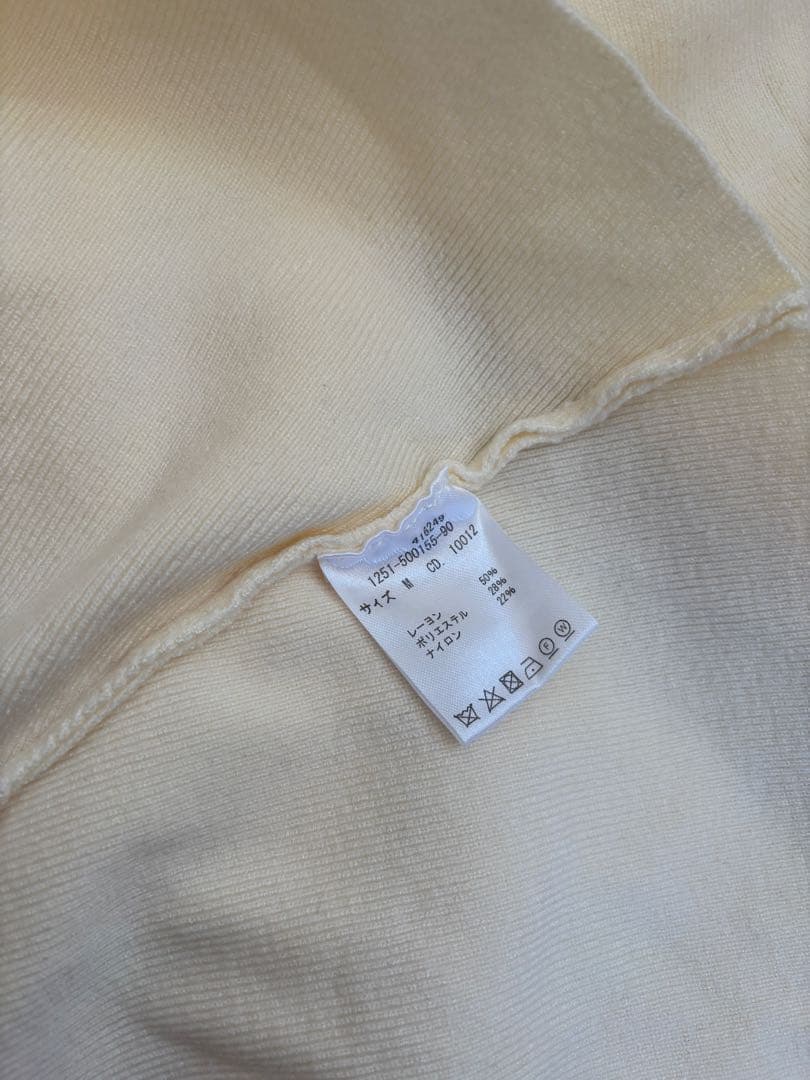 1251-500155-90
サイズ M CD. 10012
レーヨン 50%
ポリエステル 28%
ナイロン 22%
F W